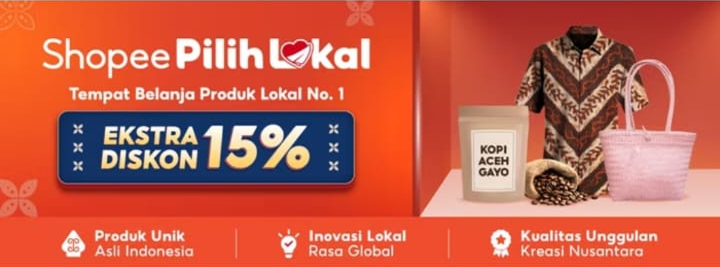 Shopee Pilih Lokal
Tempat Belanja Produk Lokal No. 1
EKSTRA
DISKON 15%
KOPI
ACEH
GAYO
Produk Unik
Asli Indonesia
Inovasi Lokal
Rasa Global
Kualitas Unggulan
Kreasi Nusantara